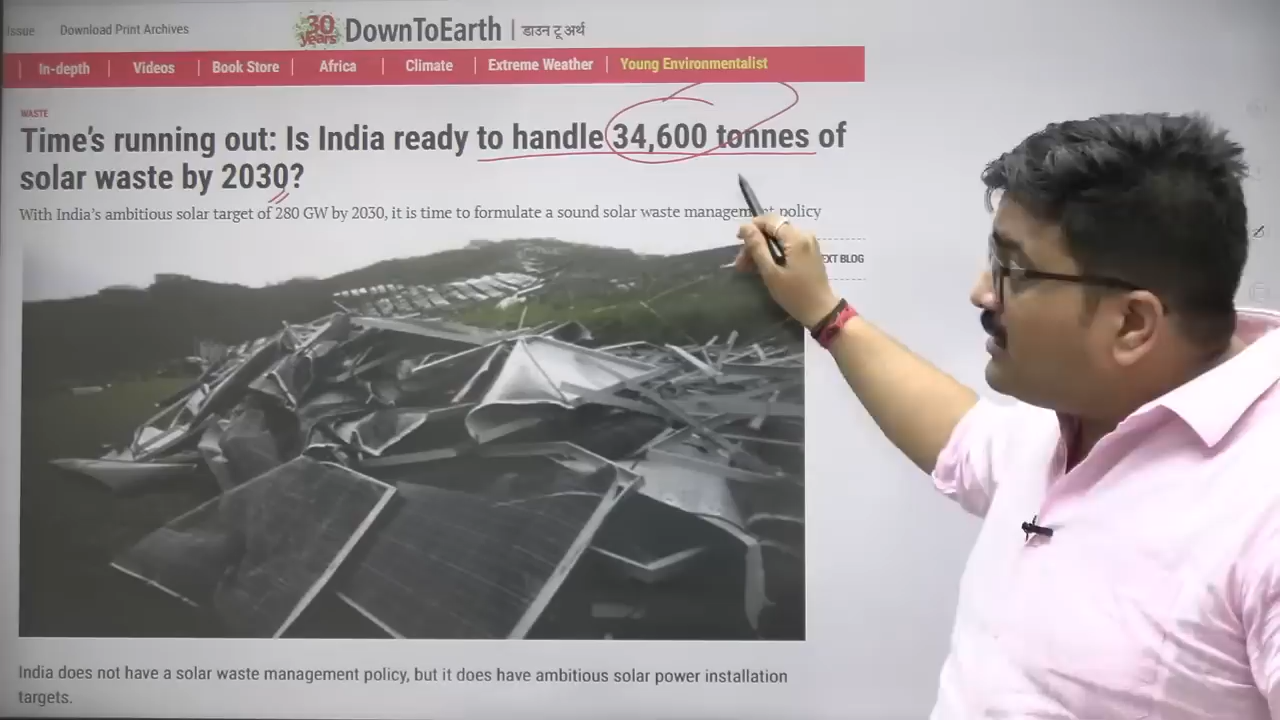 Issue
Download Print Archives
30 Years DownToEarth | डाउन टू अर्थ
In-depth | Videos | Book Store | Africa | Climate | Extreme Weather | Young Environmentalist
WASTE
Time's running out: Is India ready to handle 34,600 tonnes of
solar waste by 2030?
With India's ambitious solar target of 280 GW by 2030, it is time to formulate a sound solar waste management policy
EXT BLOG
India does not have a solar waste management policy, but it does have ambitious solar power installation
targets.